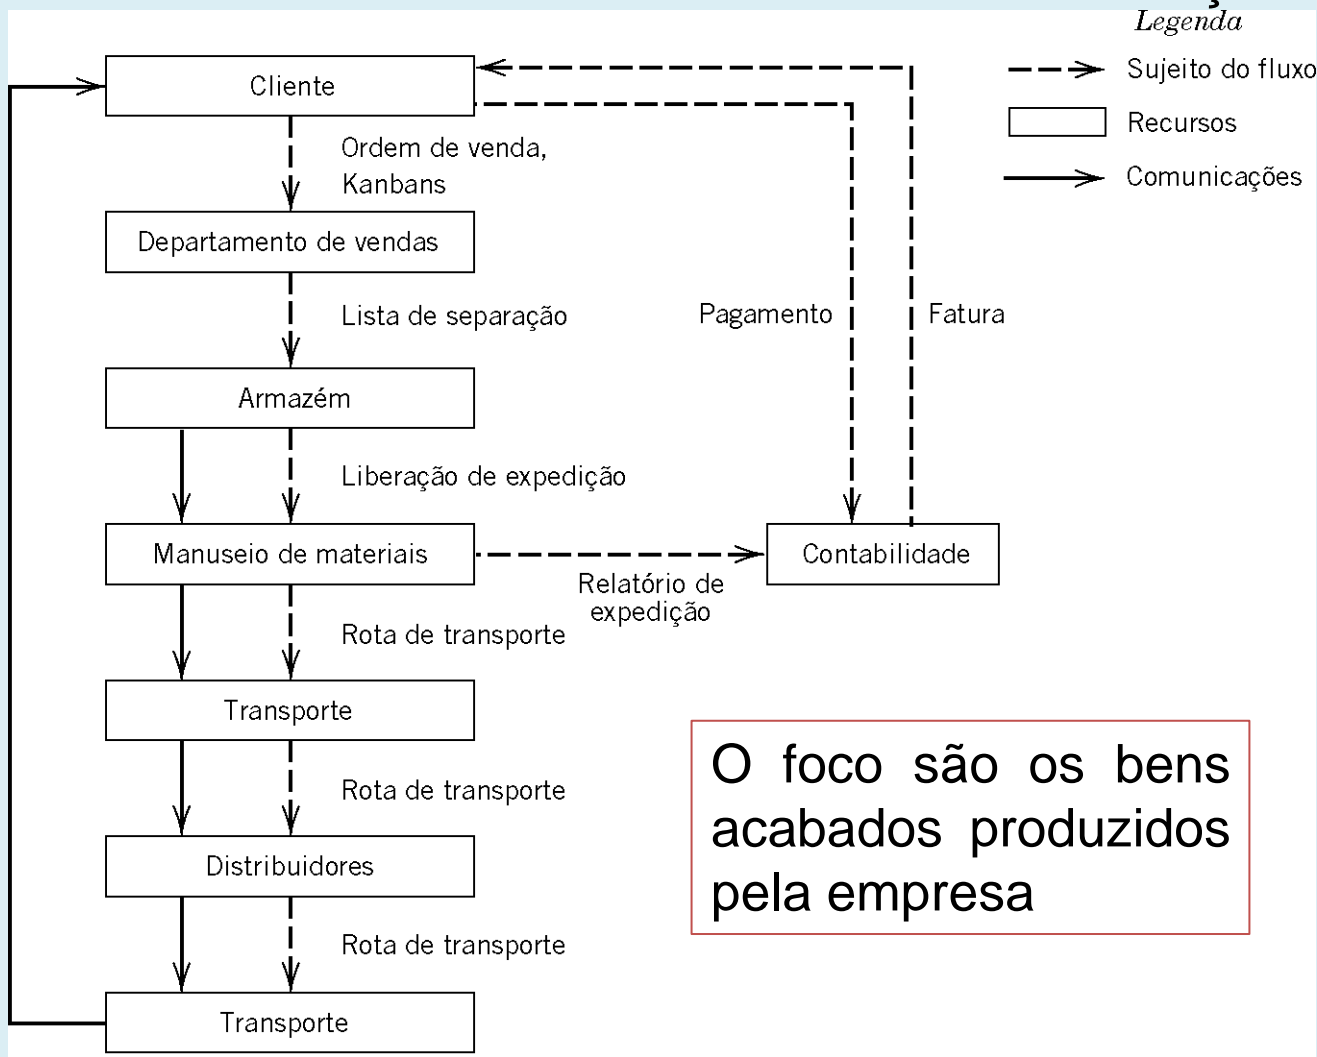 Legenda
Sujeito do fluxo
Recursos
Comunicações
Cliente
Ordem de venda,
Kanbans
Departamento de vendas
Lista de separação
Pagamento
Fatura
Armazém
Liberação de expedição
Manuseio de materiais
Contabilidade
Relatório de
expedição
Rota de transporte
Transporte
Rota de transporte
O foco são os bens
acabados produzidos
pela empresa
Distribuidores
Rota de transporte
Transporte